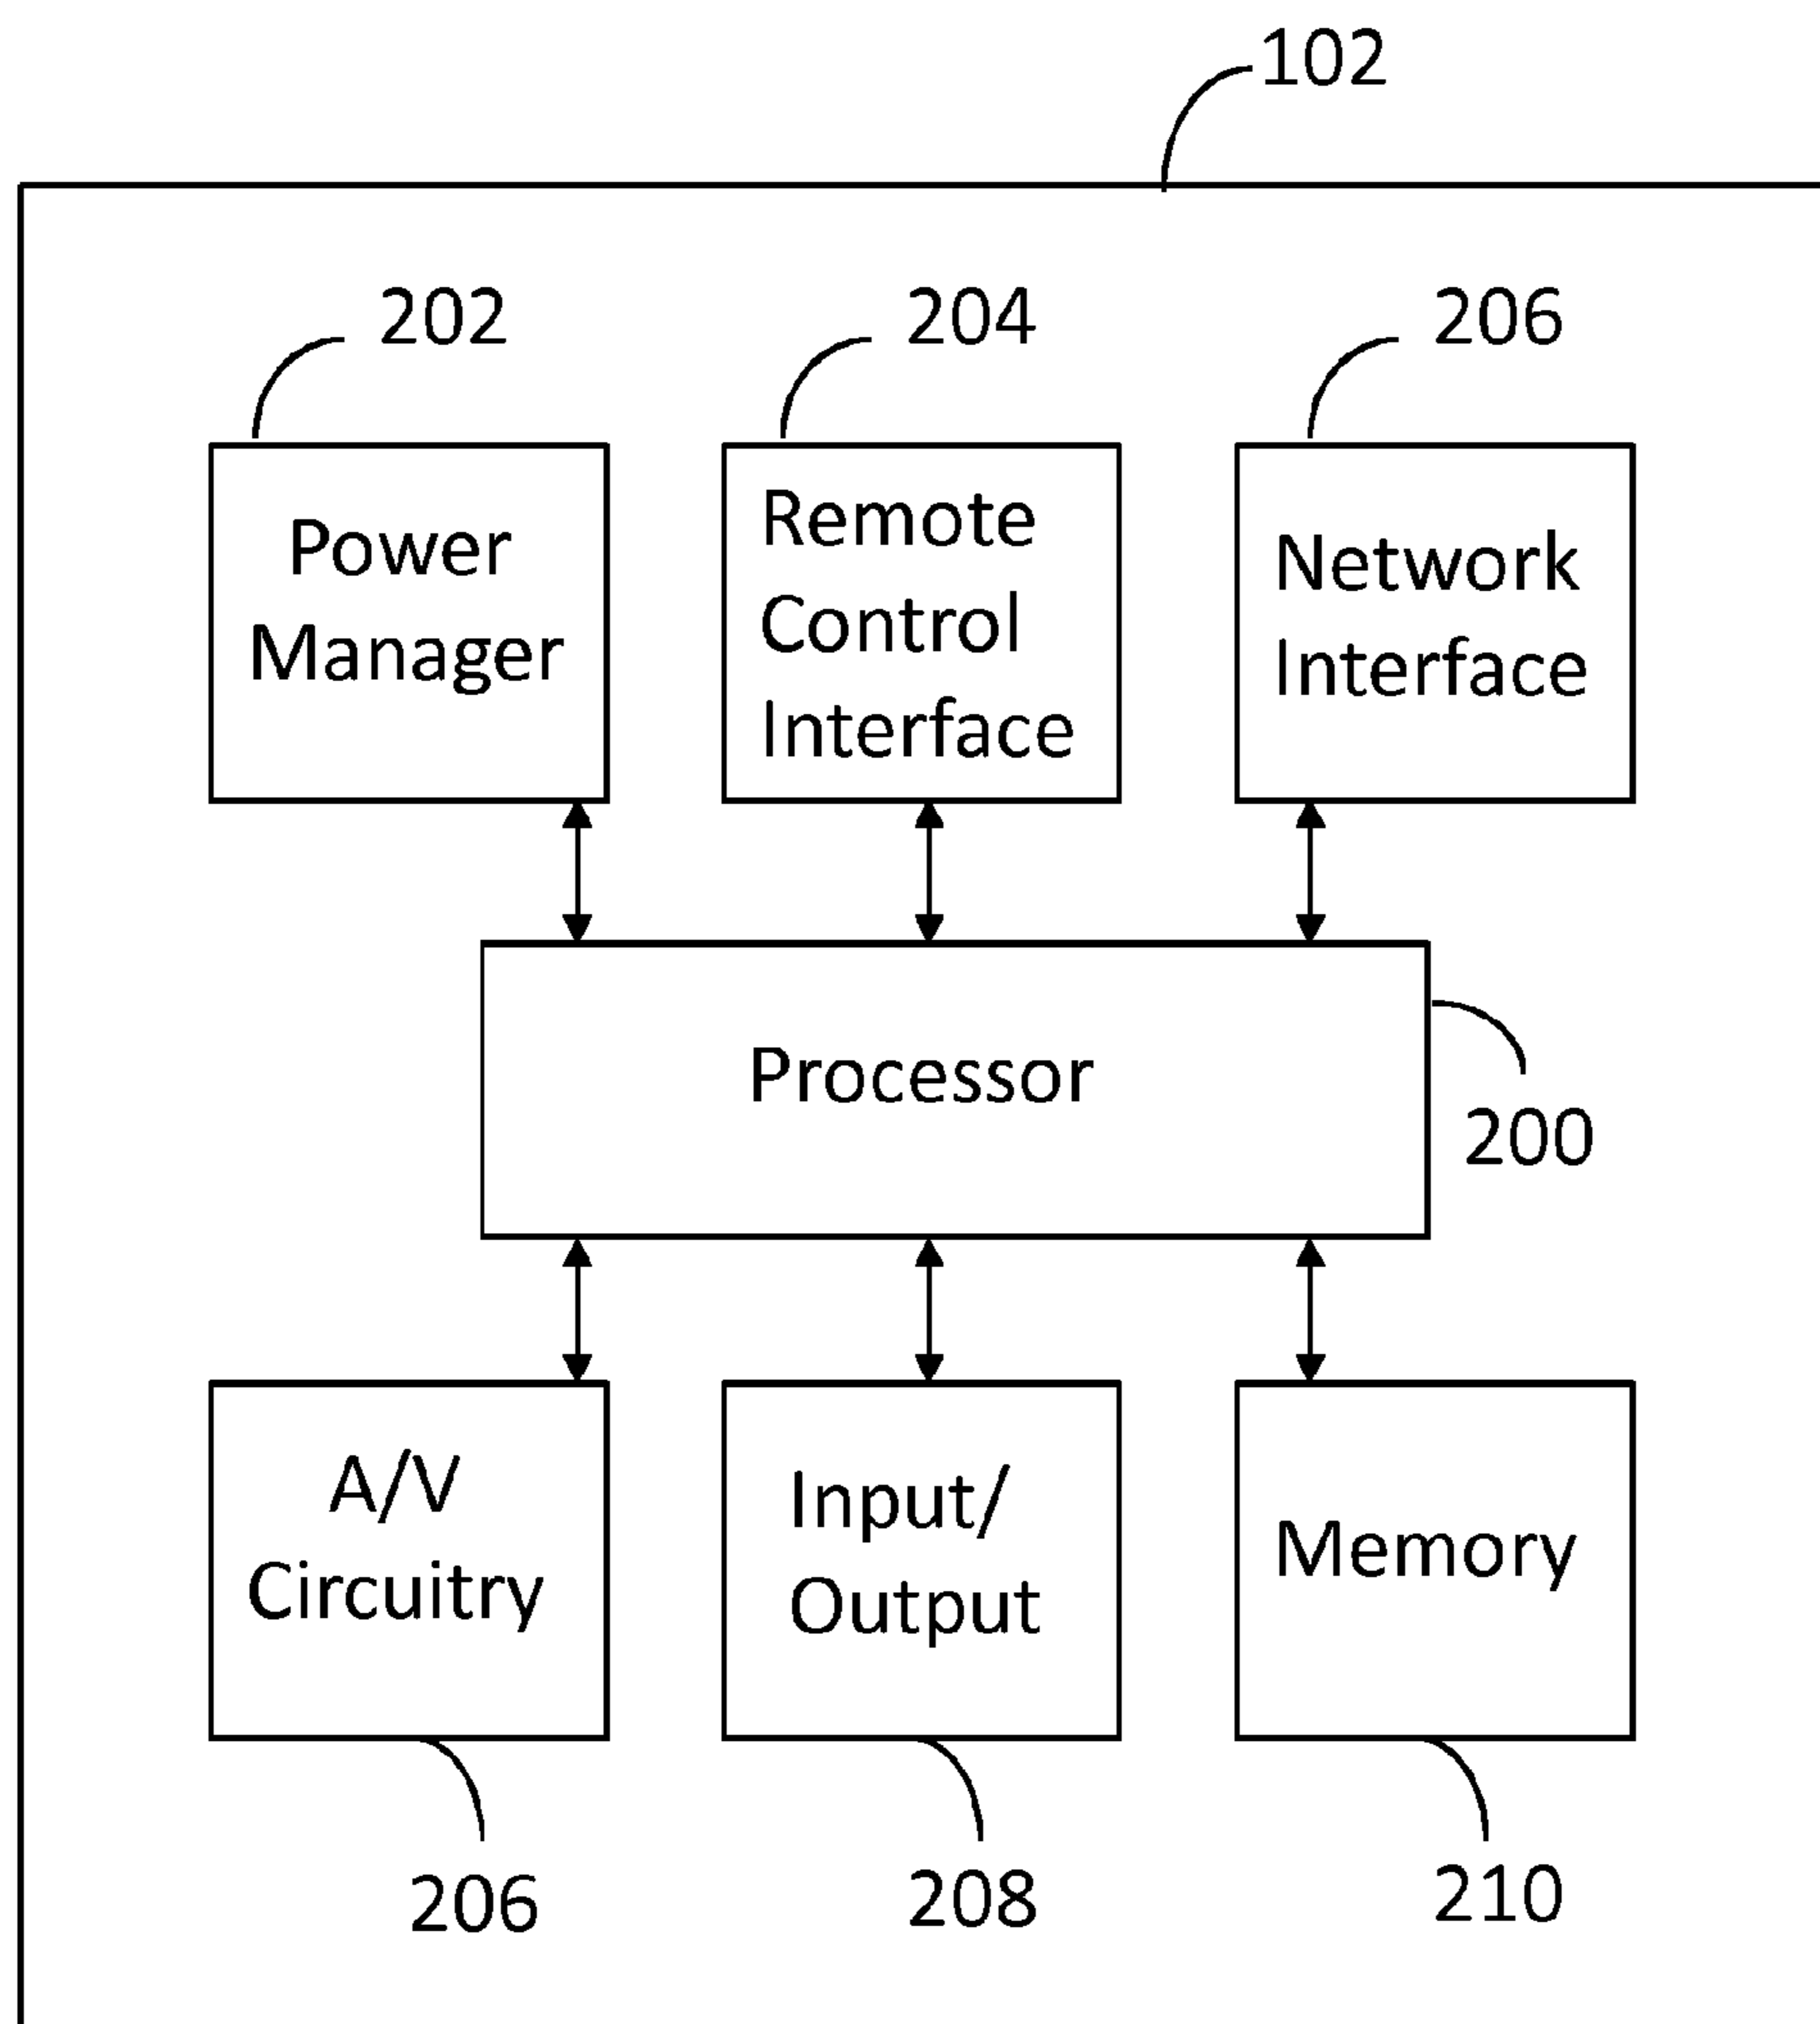 102
202
204
206
Power
Manager
Remote
Control
Interface
Network
Interface
Processor
200
A/V
Circuitry
Input/
Output
Memory
206
208
210